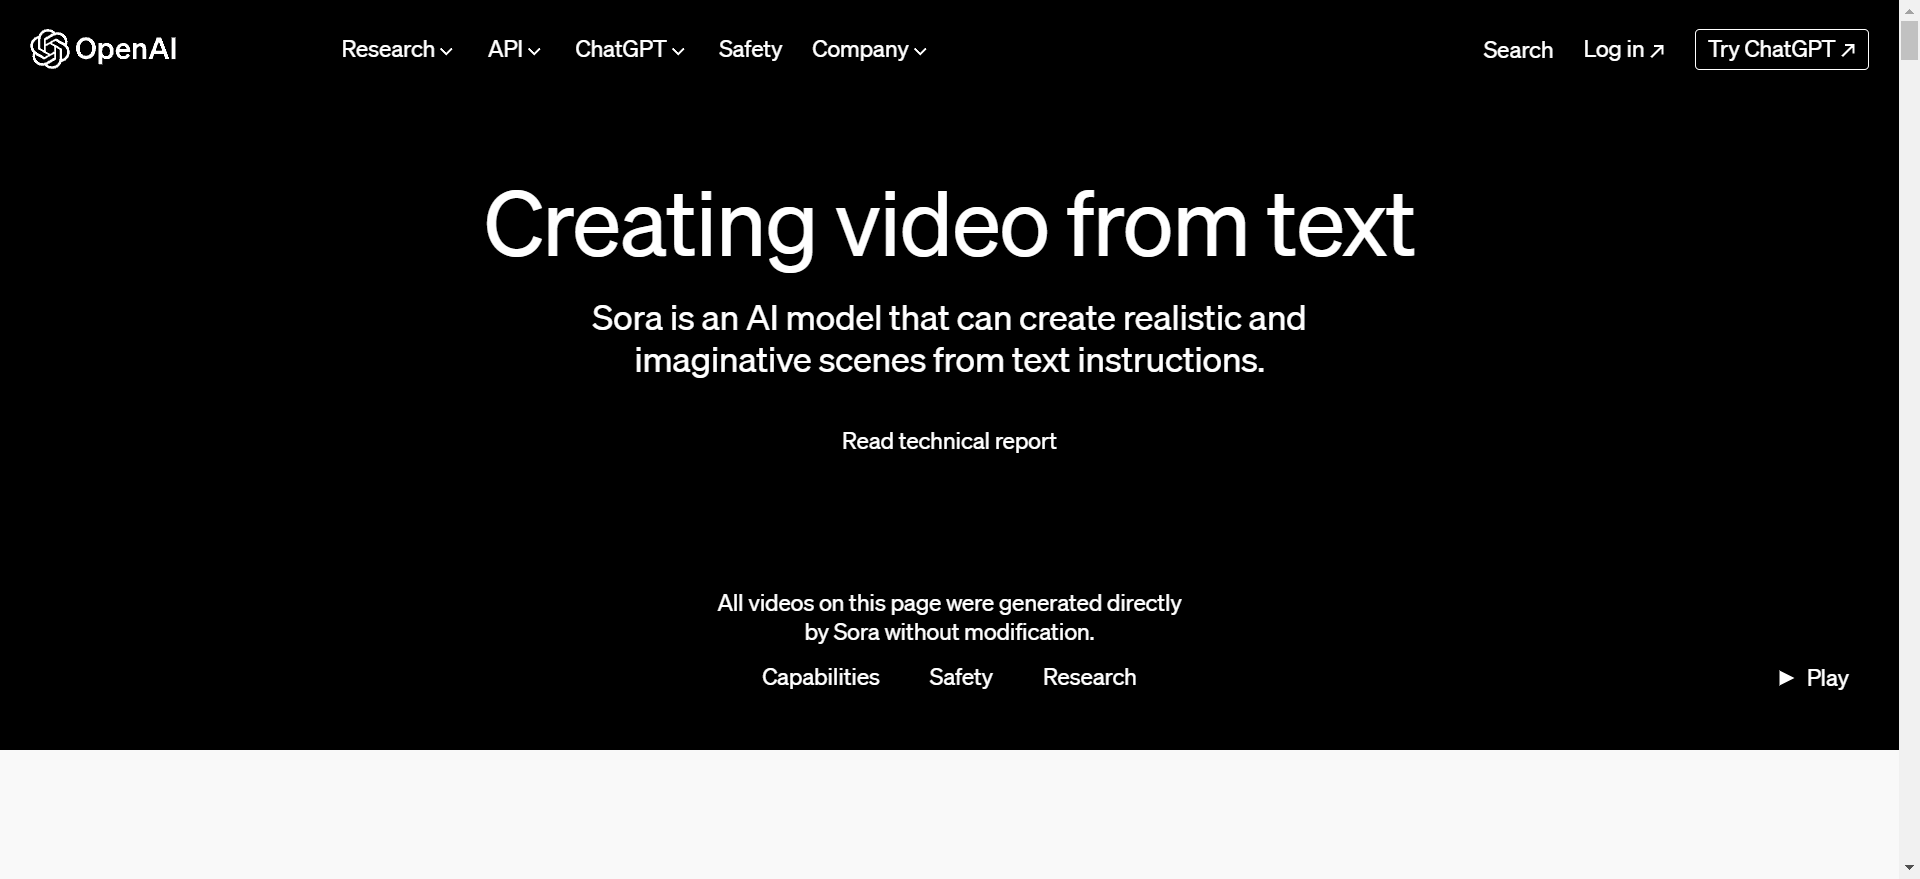 OpenAI
Research
API
ChatGPT
Safety
Company
Search
Log in ↗
Try ChatGPT ↗
Creating video from text
Sora is an AI model that can create realistic and
imaginative scenes from text instructions.
Read technical report
All videos on this page were generated directly
by Sora without modification.
Capabilities
Safety
Research
Play